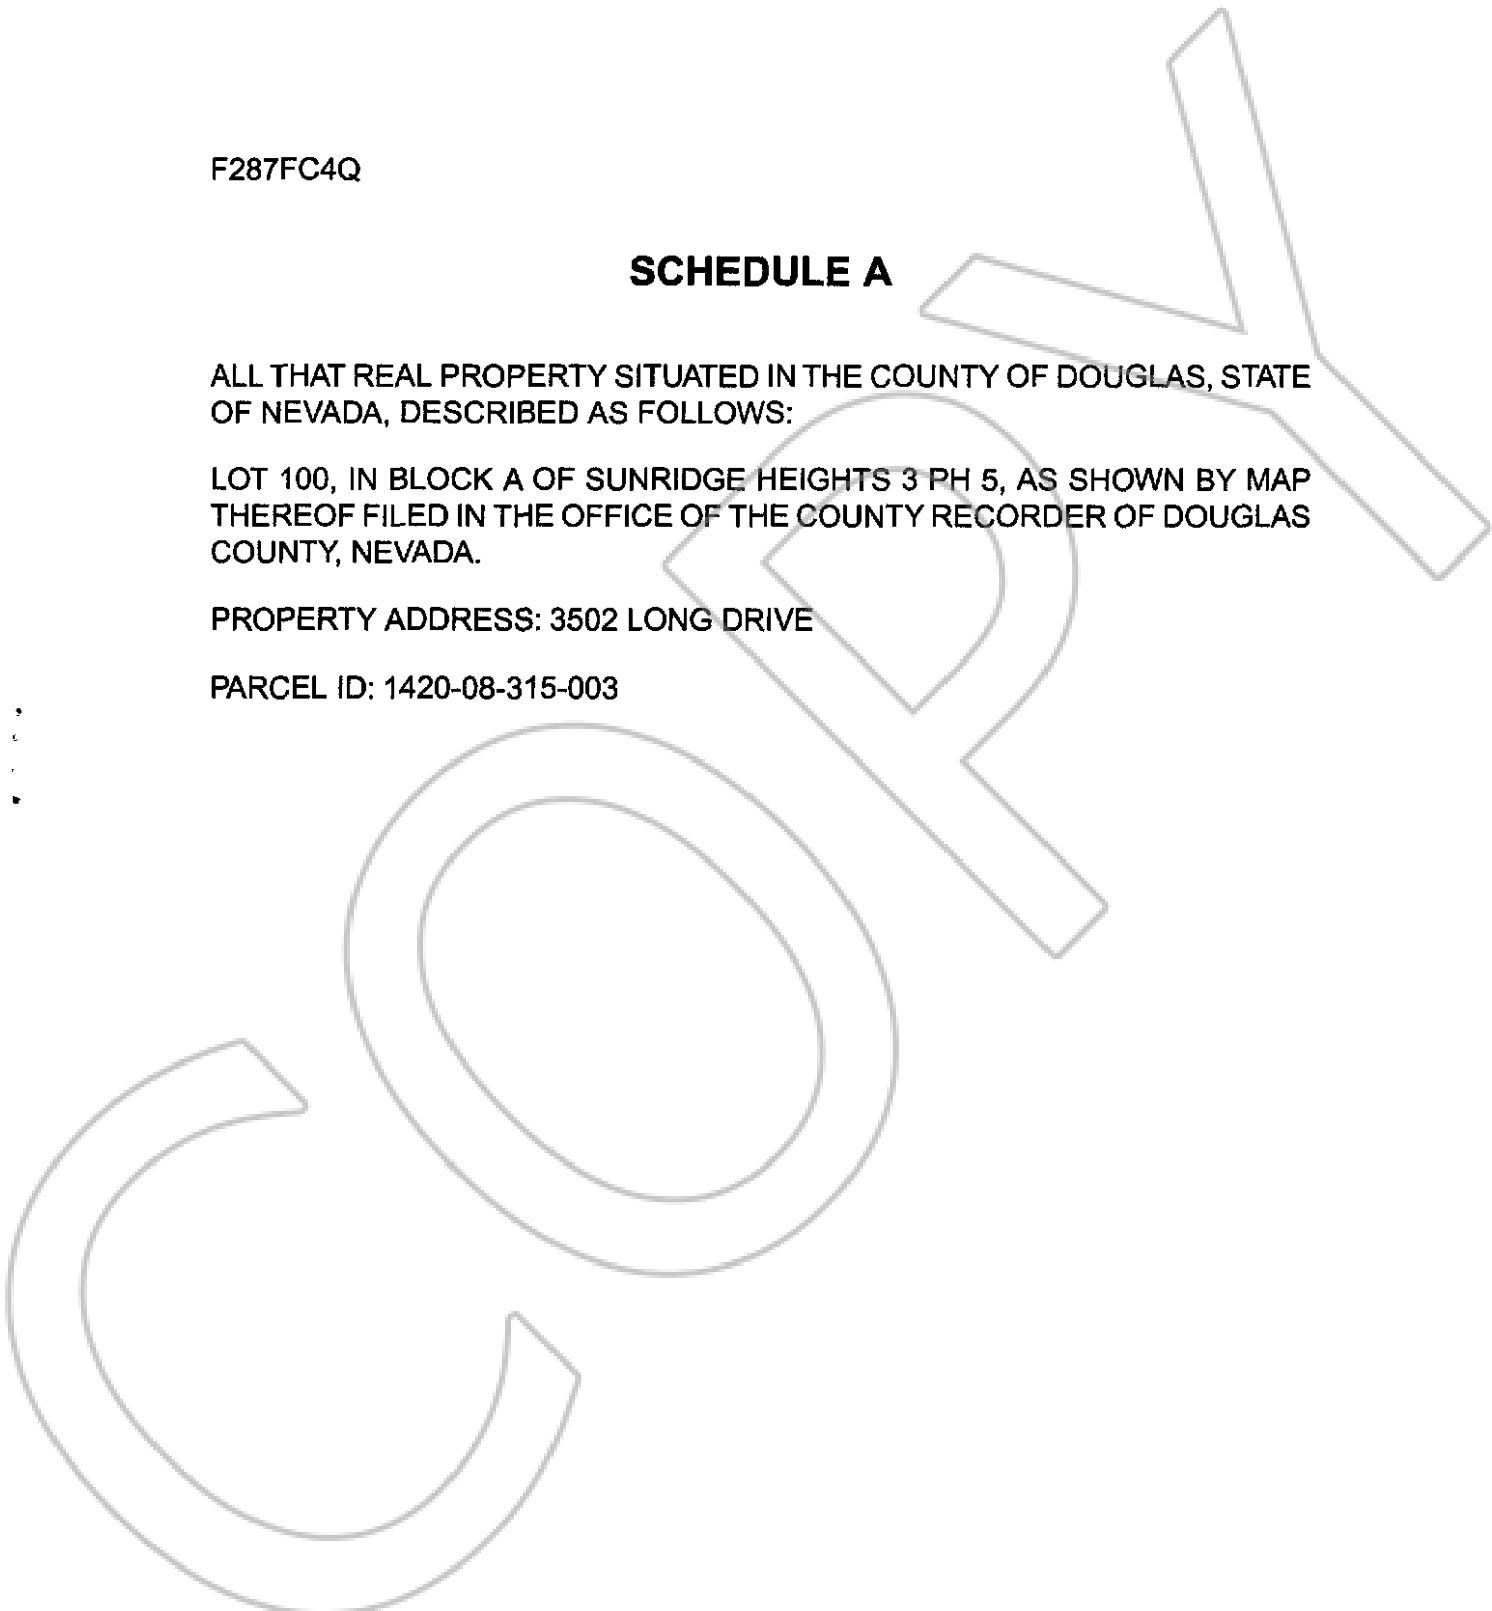 F287FC4Q
SCHEDULE A
ALL THAT REAL PROPERTY SITUATED IN THE COUNTY OF DOUGLAS, STATE
OF NEVADA, DESCRIBED AS FOLLOWS:
LOT 100, IN BLOCK A OF SUNRIDGE HEIGHTS 3 PH 5, AS SHOWN BY MAP
THEREOF FILED IN THE OFFICE OF THE COUNTY RECORDER OF DOUGLAS
COUNTY, NEVADA.
PROPERTY ADDRESS: 3502 LONG DRIVE
PARCEL ID: 1420-08-315-003
COPY